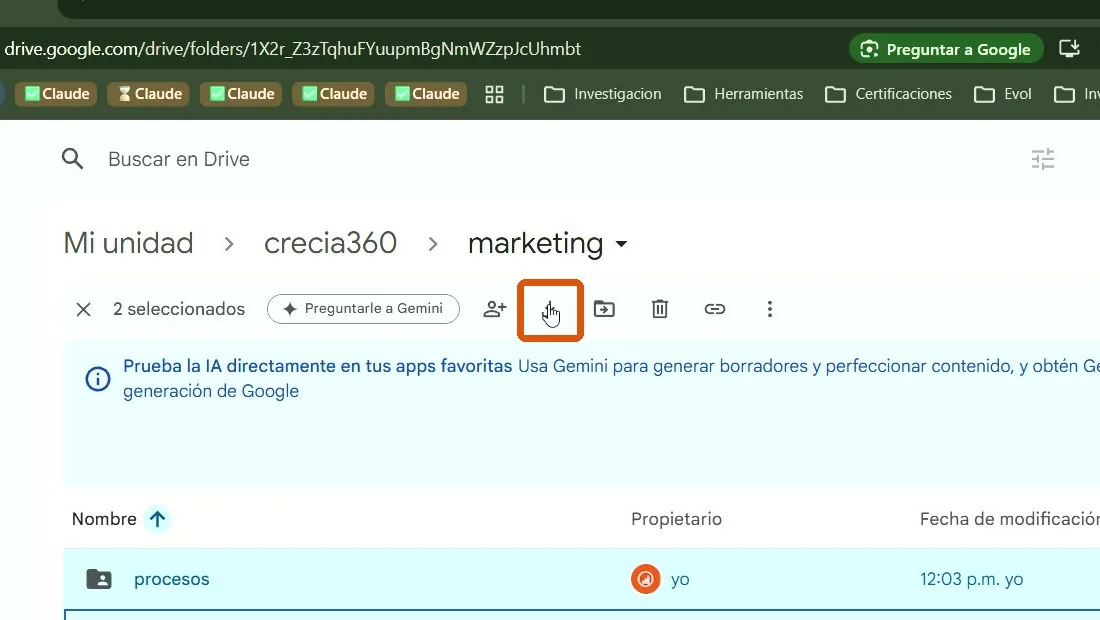 drive.google.com/drive/folders/1X2r_Z3zTqhuFYuupmBgNmWZzpJcUhmbt
Preguntar a Google
Claude
Claude
Claude
Claude
Claude
Investigacion
Herramientas
Certificaciones
Evol
Inv
Buscar en Drive
Mi unidad > crecia360 > marketing
2 seleccionados
Preguntarle a Gemini
Prueba la IA directamente en tus apps favoritas Usa Gemini para generar borradores y perfeccionar contenido, y obtén Ge
generación de Google
Nombre
Propietario
Fecha de modificación
procesos
yo
12:03 p.m. yo